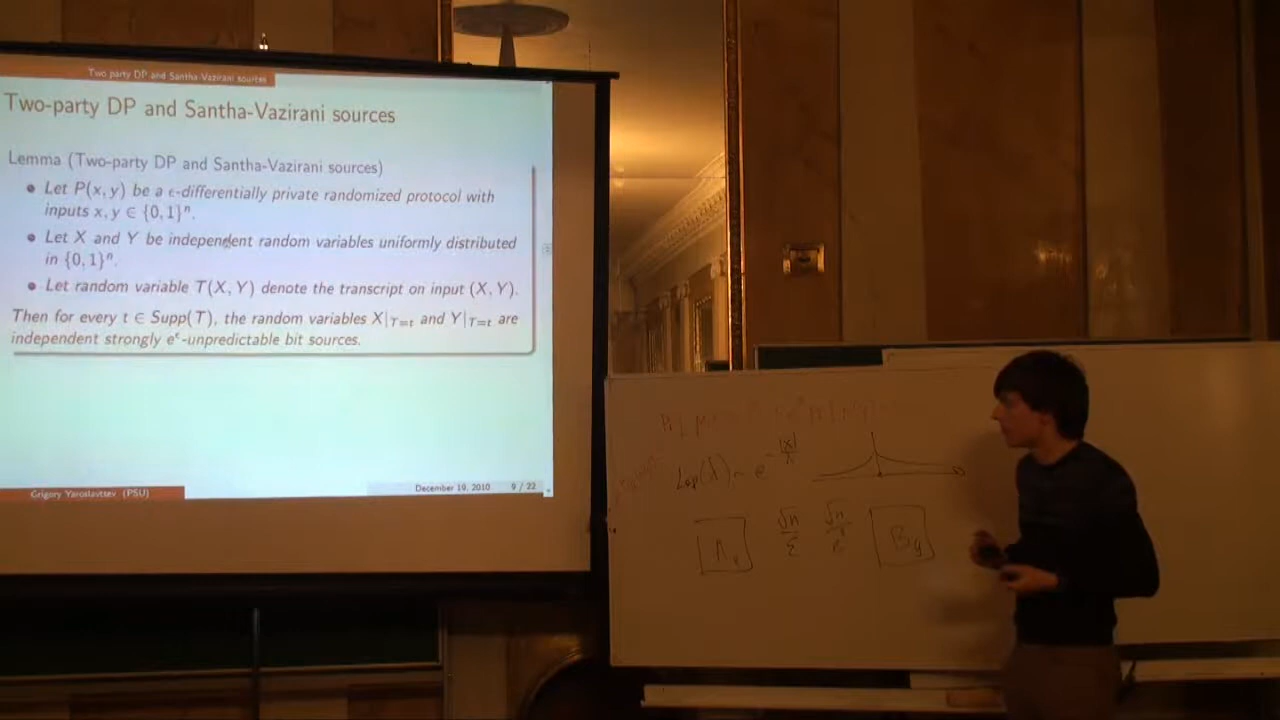 Two party DP and Santha Vazirani sources
Two-party DP and Santha-Vazirani sources
Lemma (Two-party DP and Santha-Vazirani sources)
• Let P(x, y) be a ϵ-differentially private randomized protocol with
inputs x, y ∈ {0, 1}ⁿ.
• Let X and Y be independent random variables uniformly distributed
in {0, 1}ⁿ.
• Let random variable T(X, Y) denote the transcript on input (X, Y).
Then for every t ∈ Supp(T), the random variables X|T=t and Y|T=t are
independent strongly e^ϵ-unpredictable bit sources.
Grigory Yaroslavtsev (PSU)
December 19, 2010 9 / 22
Lap(λ) ~ e^(-|x|/λ)
√n/ε √n/ε